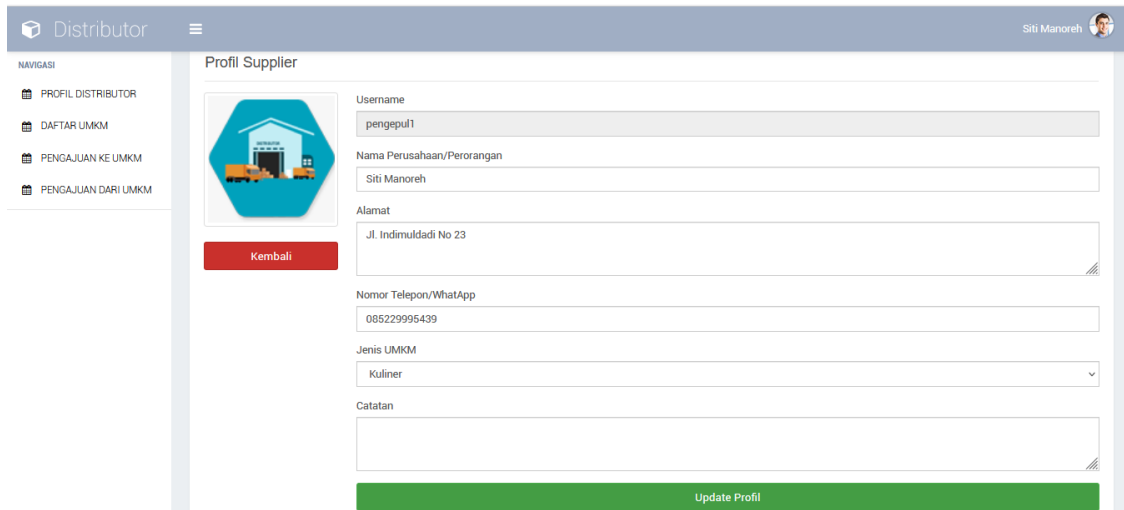 Distributor
Siti Manoreh
NAVIGASI
PROFIL DISTRIBUTOR
DAFTAR UMKM
PENGAJUAN KE UMKM
PENGAJUAN DARI UMKM
Profil Supplier
DISTRIBUTOR
Kembali
Username
pengepul1
Nama Perusahaan/Perorangan
Siti Manoreh
Alamat
Jl. Indimuldadi No 23
Nomor Telepon/WhatApp
085229995439
Jenis UMKM
Kuliner
Catatan
Update Profil